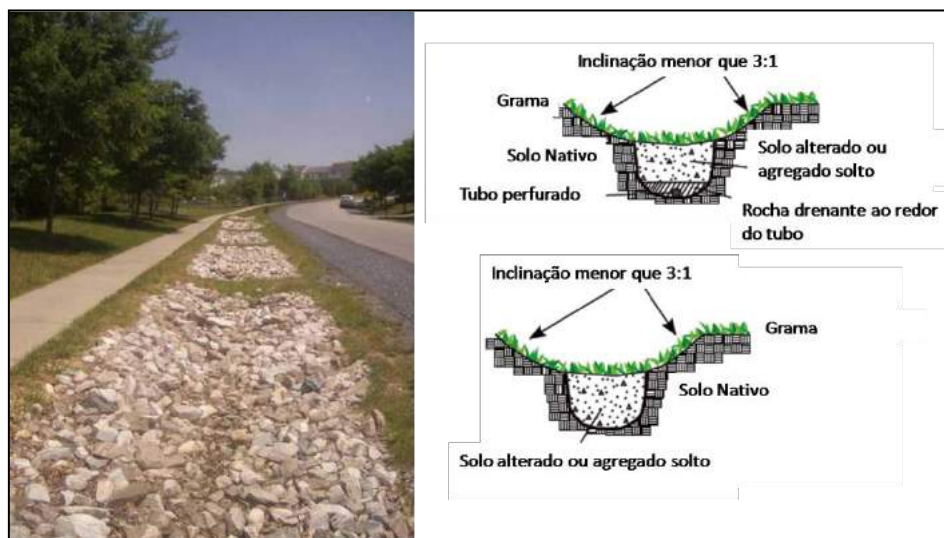 Inclinação menor que 3:1
Grama
Solo Nativo
Solo alterado ou
agregado solto
Tubo perfurado
Rocha drenante ao redor
do tubo
Inclinação menor que 3:1
Grama
Solo Nativo
Solo alterado ou agregado solto